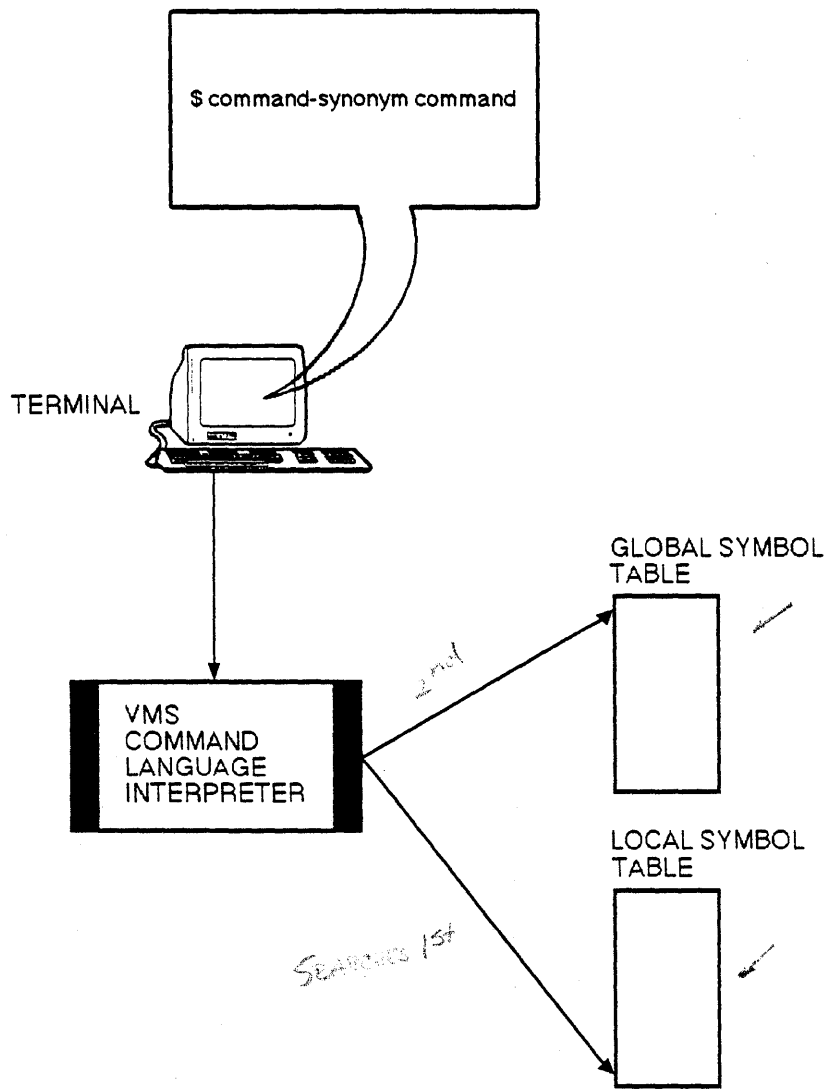 $ command-synonym command
TERMINAL
GLOBAL SYMBOL
TABLE
2nd
VMS
COMMAND
LANGUAGE
INTERPRETER
LOCAL SYMBOL
TABLE
SEARCHES 1st